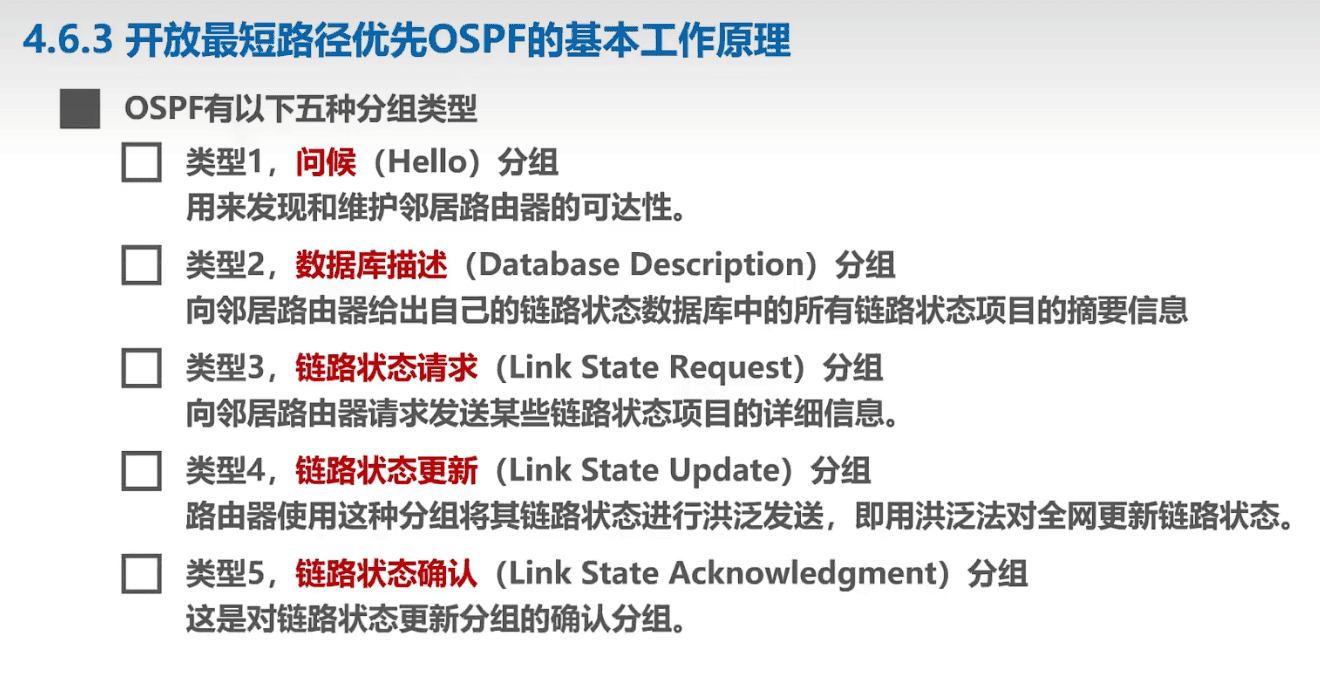 4.6.3 开放最短路径优先OSPF的基本工作原理
OSPF有以下五种分组类型
类型1，问候（Hello）分组
用来发现和维护邻居路由器的可达性。
类型2，数据库描述（Database Description）分组
向邻居路由器给出自己的链路状态数据库中的所有链路状态项目的摘要信息
类型3，链路状态请求（Link State Request）分组
向邻居路由器请求发送某些链路状态项目的详细信息。
类型4，链路状态更新（Link State Update）分组
路由器使用这种分组将其链路状态进行洪泛发送，即用洪泛法对全网更新链路状态。
类型5，链路状态确认（Link State Acknowledgment）分组
这是对链路状态更新分组的确认分组。